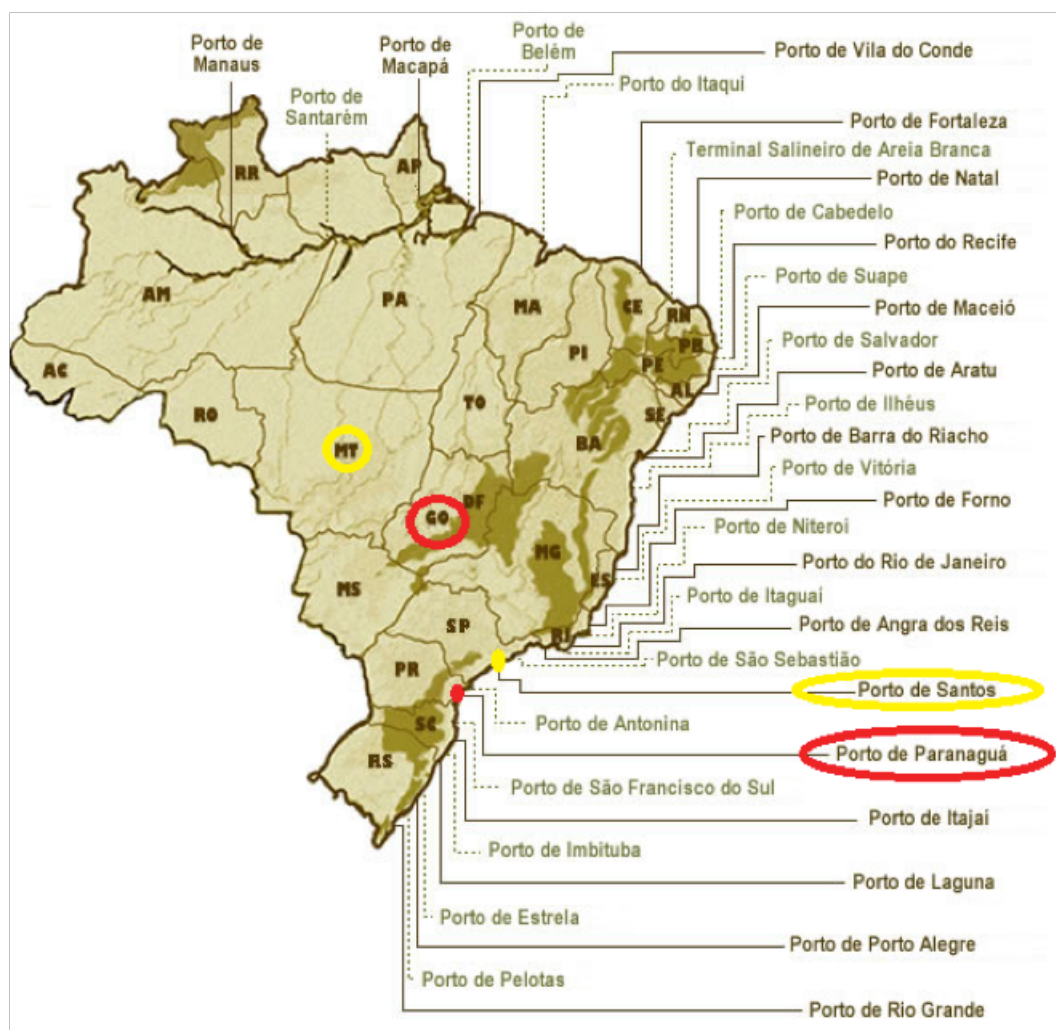 Porto de
Manaus
Porto de
Santarém
Porto de
Macapá
Porto de
Belém
Porto de Vila do Conde
Porto do Itaqui
Porto de Fortaleza
Terminal Salineiro de Areia Branca
Porto de Natal
Porto de Cabedelo
Porto do Recife
Porto de Suape
Porto de Maceió
Porto de Salvador
Porto de Aratu
Porto de Ilhéus
Porto de Barra do Riacho
Porto de Vitória
Porto de Forno
Porto de Niteroi
Porto do Rio de Janeiro
Porto de Itaguaí
Porto de Angra dos Reis
Porto de São Sebastião
Porto de Santos
Porto de Antonina
Porto de Paranaguá
Porto de São Francisco do Sul
Porto de Itajaí
Porto de Imbituba
Porto de Laguna
Porto de Estrela
Porto de Porto Alegre
Porto de Pelotas
Porto de Rio Grande
RR
AP
AM
PA
MA
CE
RN
PB
PI
PE
AL
SE
AC
RO
TO
BA
MT
DF
GO
MG
ES
MS
SP
RJ
PR
SC
RS